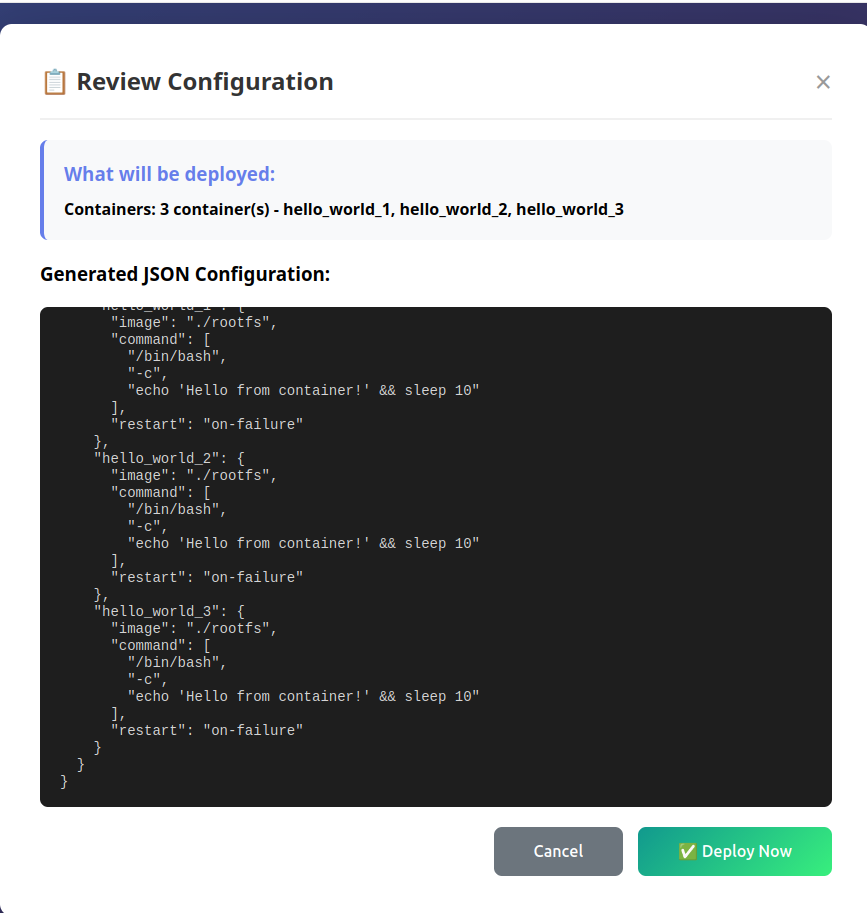 📋 Review Configuration ×
What will be deployed:
Containers: 3 container(s) - hello_world_1, hello_world_2, hello_world_3
Generated JSON Configuration:
    "hello_world_1": {
      "image": "./rootfs",
      "command": [
        "/bin/bash",
        "-c",
        "echo 'Hello from container!' && sleep 10"
      ],
      "restart": "on-failure"
    },
    "hello_world_2": {
      "image": "./rootfs",
      "command": [
        "/bin/bash",
        "-c",
        "echo 'Hello from container!' && sleep 10"
      ],
      "restart": "on-failure"
    },
    "hello_world_3": {
      "image": "./rootfs",
      "command": [
        "/bin/bash",
        "-c",
        "echo 'Hello from container!' && sleep 10"
      ],
      "restart": "on-failure"
    }
  }
}
Cancel ✅ Deploy Now